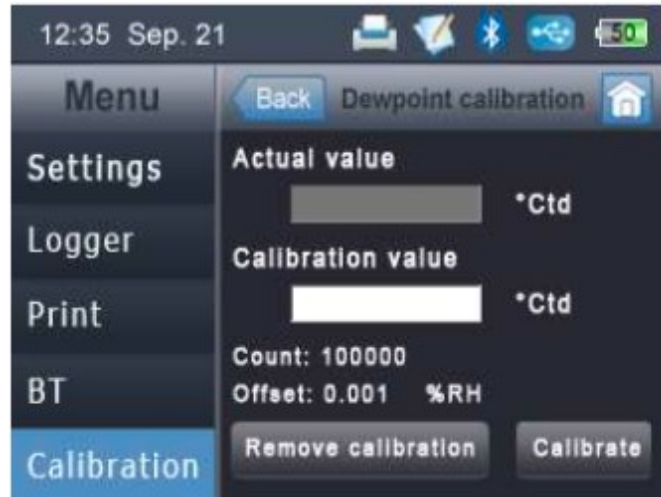 12:35 Sep. 21 50
Menu
Back Dewpoint calibration
Settings
Logger
Print
BT
Calibration
Actual value
°Ctd
Calibration value
°Ctd
Count: 100000
Offset: 0.001 %RH
Remove calibration Calibrate